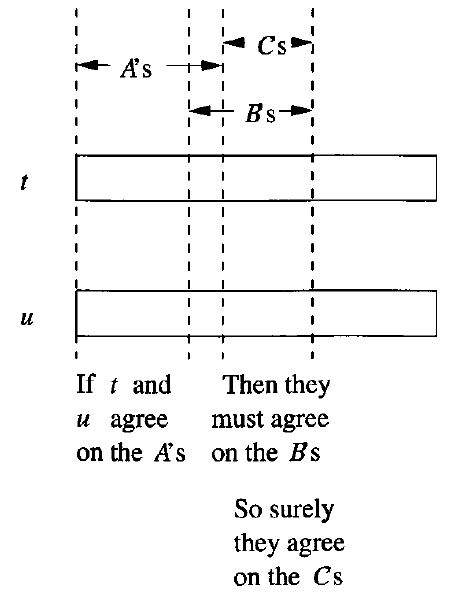 C's
A's
B's
t
u
If t and
u agree
on the A's
Then they
must agree
on the B's
So surely
they agree
on the C's